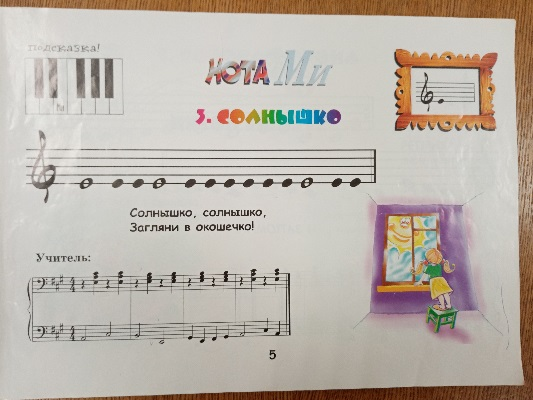 подсказка!
НОТА Ми
3. СОЛНЫШКО
Солнышко, солнышко,
Загляни в окошечко!
Учитель:
5